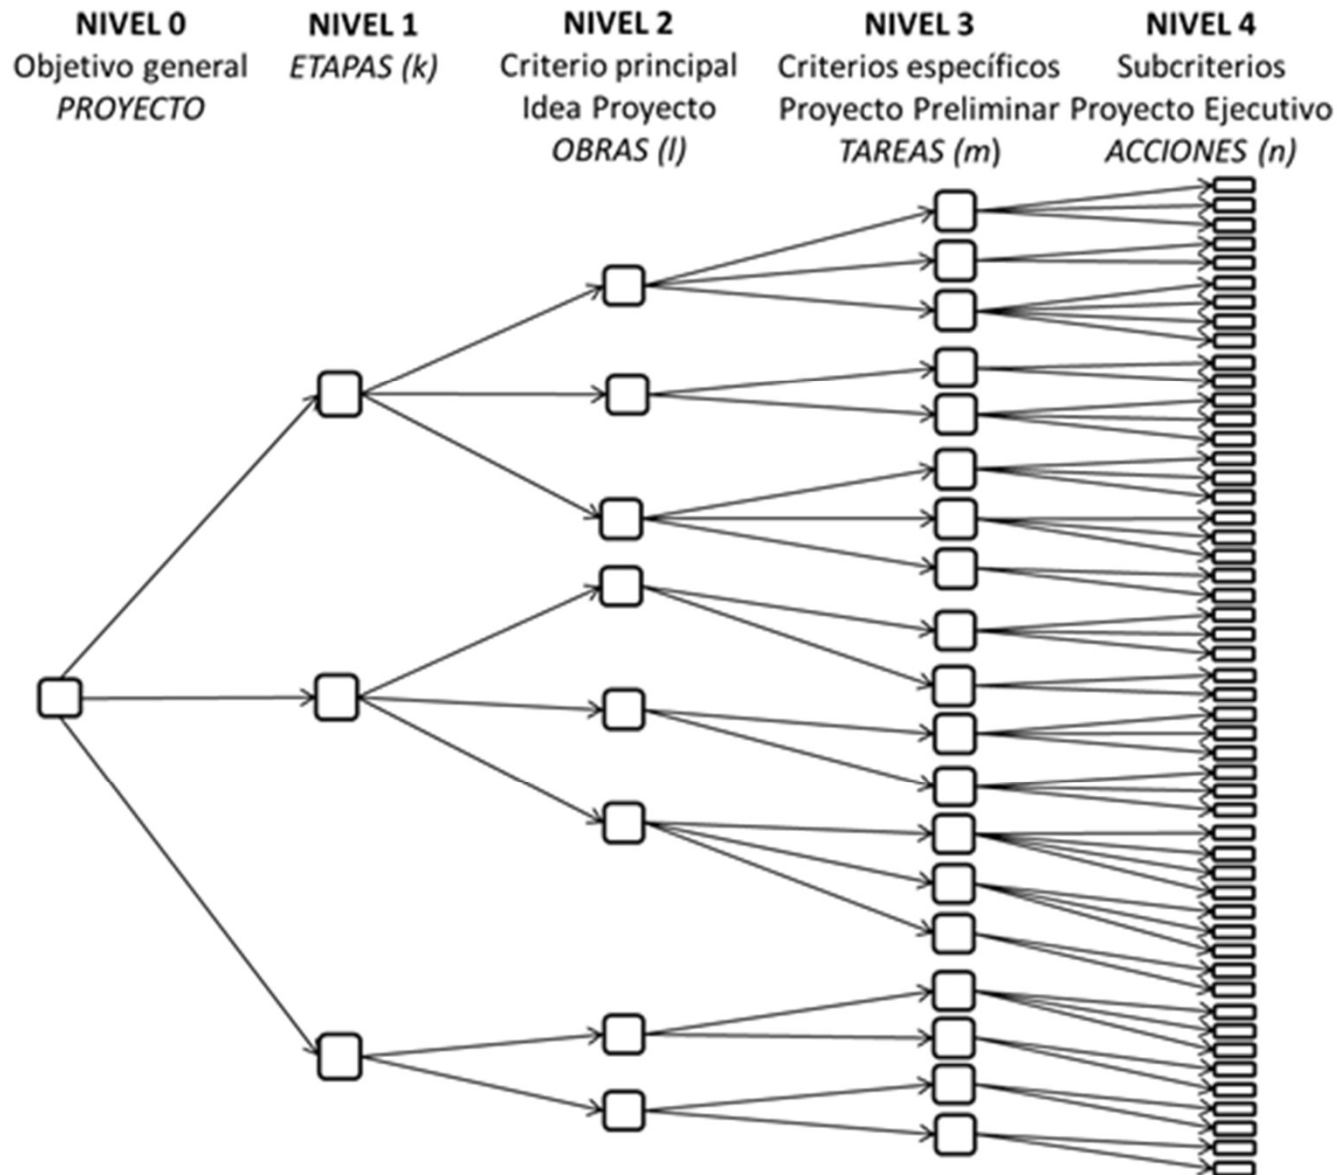 NIVEL 0
Objetivo general
PROYECTO
NIVEL 1
ETAPAS (k)
NIVEL 2
Criterio principal
Idea Proyecto
OBRAS (l)
NIVEL 3
Criterios específicos
Proyecto Preliminar
TAREAS (m)
NIVEL 4
Subcriterios
Proyecto Ejecutivo
ACCIONES (n)